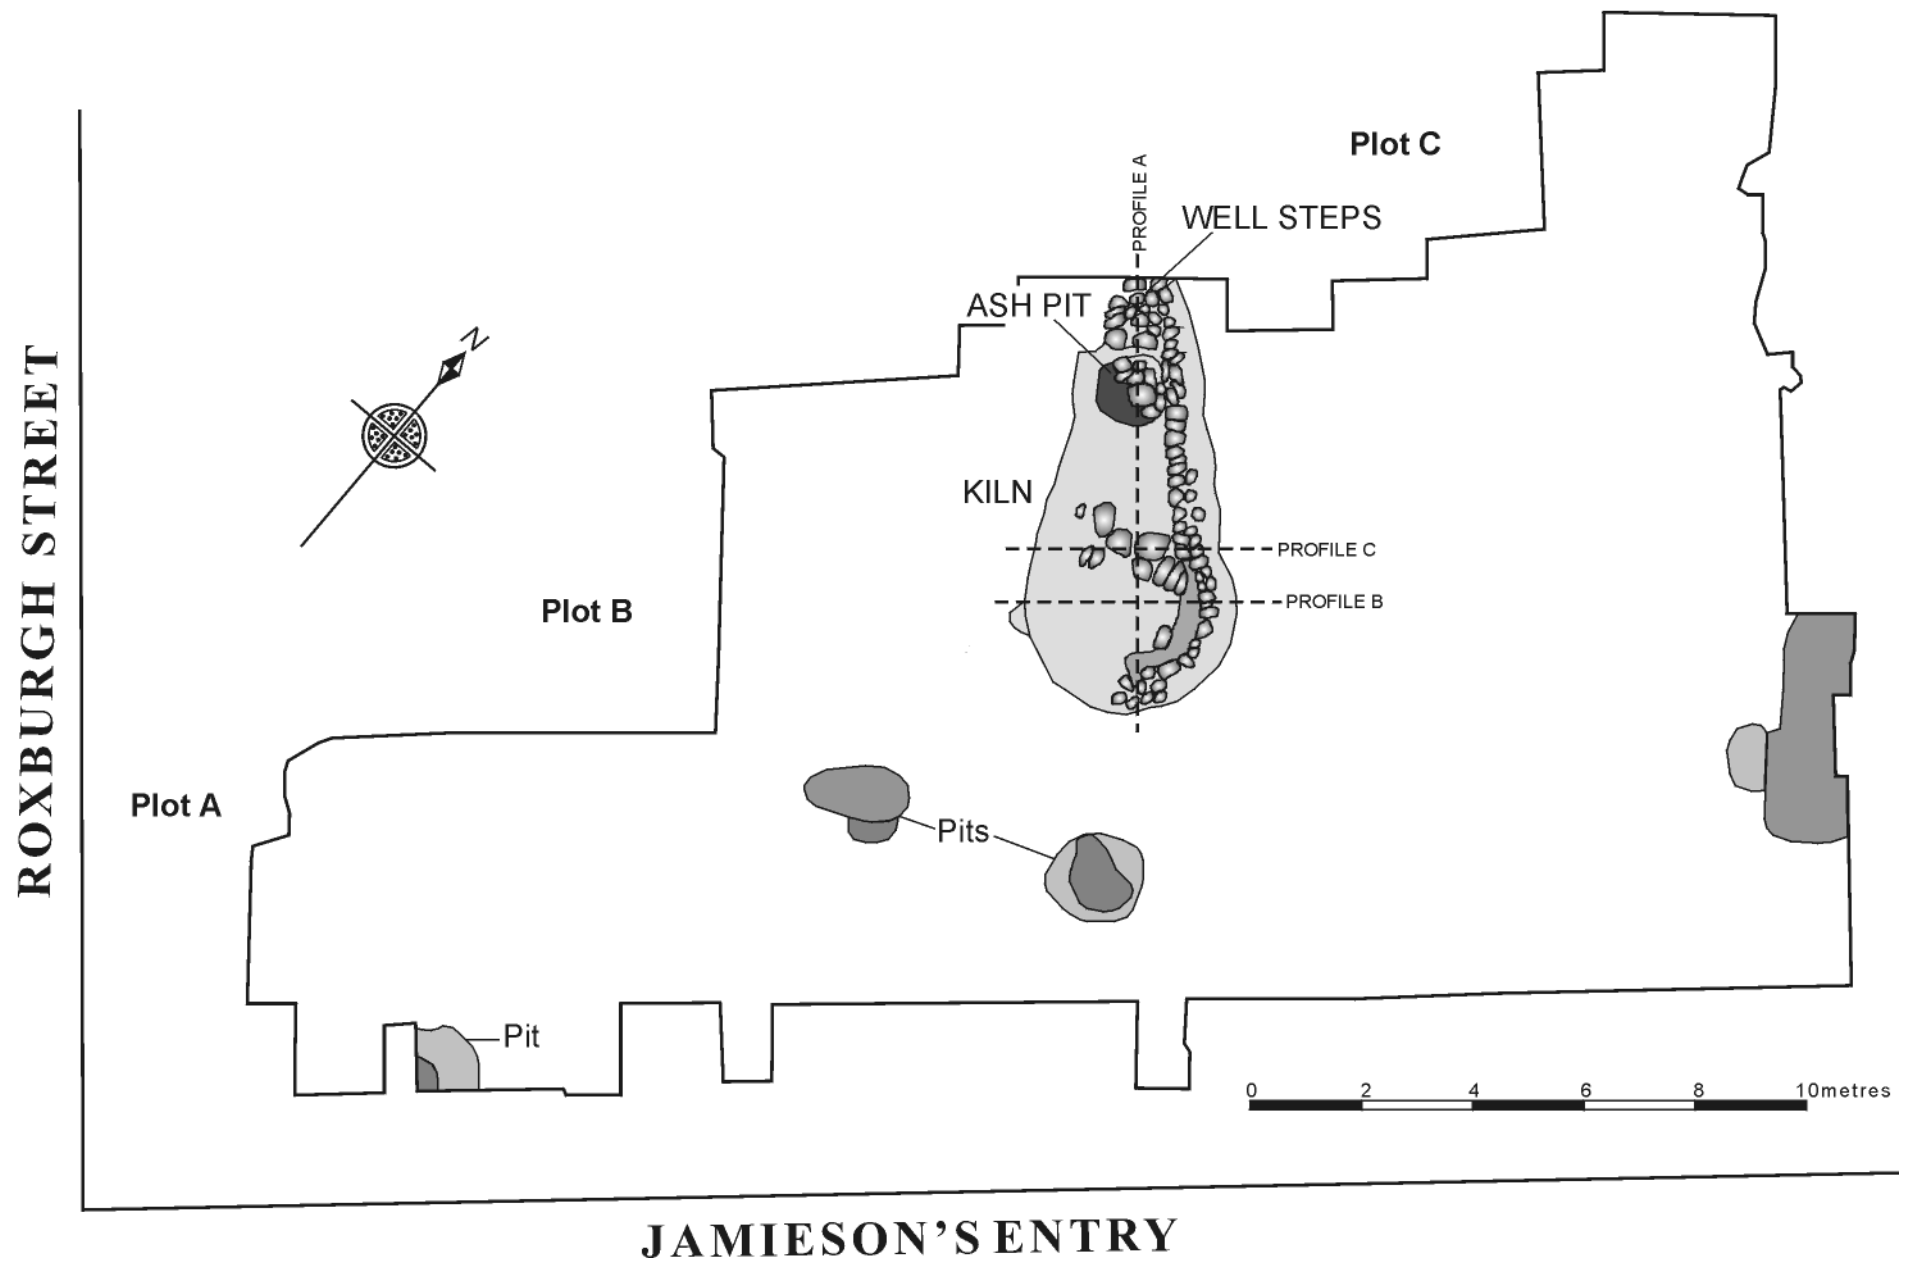 Plot C
PROFILE A
WELL STEPS
ASH PIT
N
ROXBURGH STREET
KILN
PROFILE C
PROFILE B
Plot B
Plot A
Pits
Pit
0 2 4 6 8 10metres
JAMIESON'S ENTRY